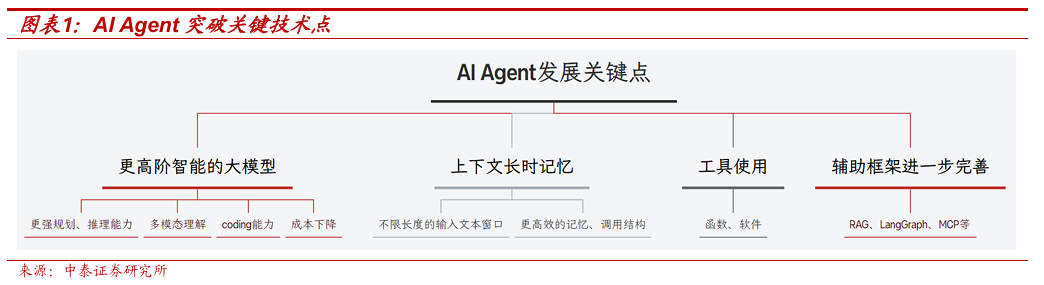 图表1：AI Agent 突破关键技术点
AI Agent发展关键点
更高阶智能的大模型 上下文长时记忆 工具使用 辅助框架进一步完善
更强规划、推理能力 多模态理解 coding能力 成本下降 不限长度的输入文本窗口 更高效的记忆、调用结构 函数、软件 RAG、LangGraph、MCP等
来源：中泰证券研究所